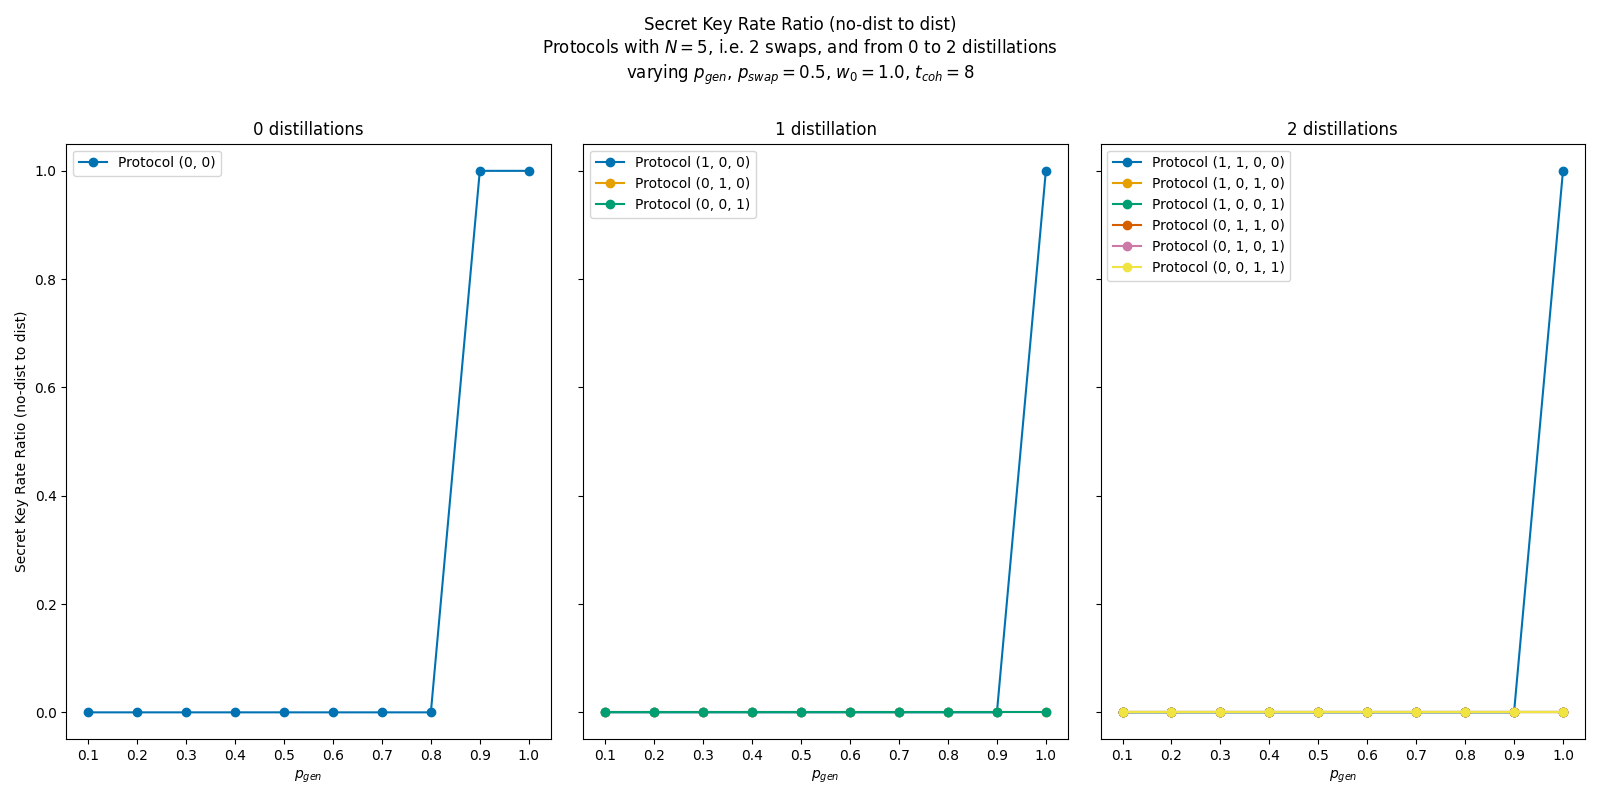 Secret Key Rate Ratio (no-dist to dist)
Protocols with N = 5, i.e. 2 swaps, and from 0 to 2 distillations
varying p_gen, p_swap = 0.5, w_0 = 1.0, t_coh = 8
0 distillations
Protocol (0, 0)
Secret Key Rate Ratio (no-dist to dist)
1.0
0.8
0.6
0.4
0.2
0.0
0.1 0.2 0.3 0.4 0.5 0.6 0.7 0.8 0.9 1.0
p_gen
1 distillation
Protocol (1, 0, 0)
Protocol (0, 1, 0)
Protocol (0, 0, 1)
0.1 0.2 0.3 0.4 0.5 0.6 0.7 0.8 0.9 1.0
p_gen
2 distillations
Protocol (1, 1, 0, 0)
Protocol (1, 0, 1, 0)
Protocol (1, 0, 0, 1)
Protocol (0, 1, 1, 0)
Protocol (0, 1, 0, 1)
Protocol (0, 0, 1, 1)
0.1 0.2 0.3 0.4 0.5 0.6 0.7 0.8 0.9 1.0
p_gen